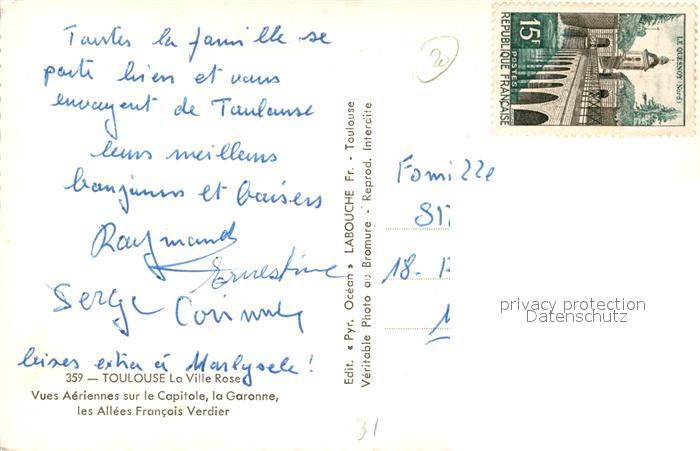 Toutes la famille se
porte bien et vous
envoyent de Toulouse
leurs meilleurs
bonjours et baisers
Raymond
Ernestine
Serge Corinne
bises extra à !
359 — TOULOUSE La Ville Rose
Vues Aériennes sur le Capitole, la Garonne,
les Allées François Verdier
31
Edit. « Pyr. Océan » LABOUCHE Fr. - Toulouse
Véritable Photo au Bromure - Reprod. Interdite
20
15F
POSTES
REPUBLIQUE FRANÇAISE
LE QUESNOY (Nord)
Famille
18-
privacy protection
Datenschutz